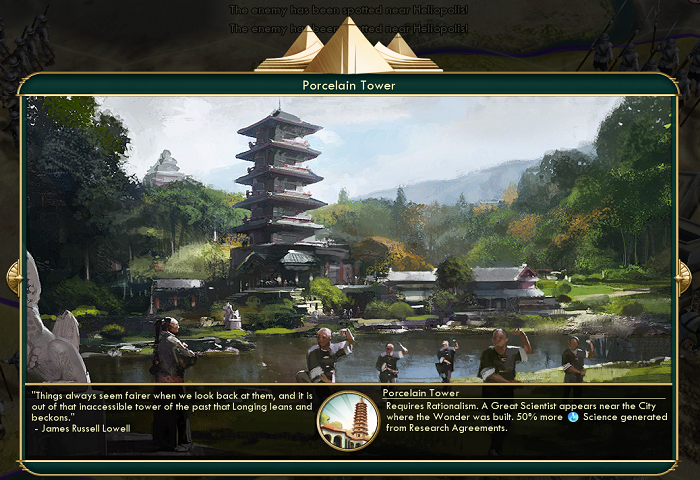 The enemy has been spotted near Heliopolis!
The enemy has been spotted near Heliopolis!
Porcelain Tower
"Things always seem fairer when we look back at them, and it is
out of that inaccessible tower of the past that Longing leans and
beckons."
- James Russell Lowell
Porcelain Tower
Requires Rationalism. A Great Scientist appears near the City
where the Wonder was built. 50% more Science generated
from Research Agreements.